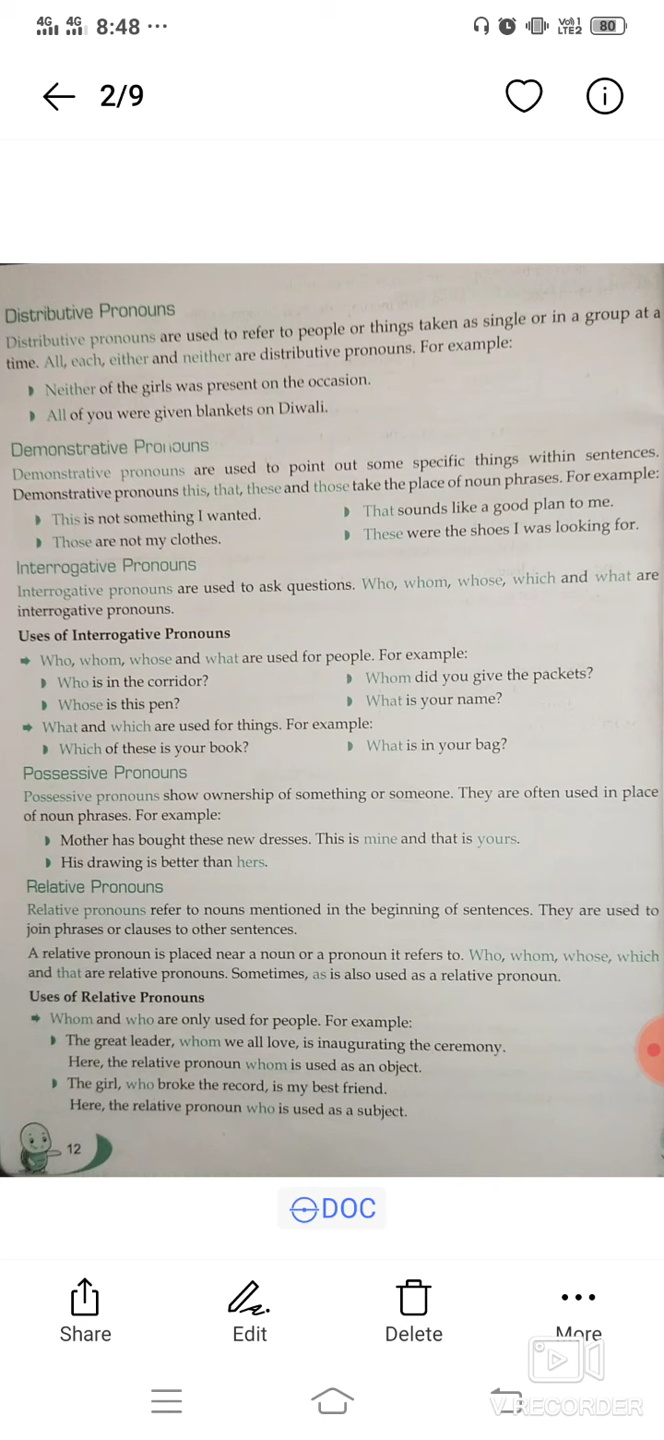 4G 4G 8:48 ··· Vo)) 1 LTE2 80
2/9
Distributive Pronouns
Distributive pronouns are used to refer to people or things taken as single or in a group at a
time. All, each, either and neither are distributive pronouns. For example:
Neither of the girls was present on the occasion.
All of you were given blankets on Diwali.
Demonstrative Pronouns
Demonstrative pronouns are used to point out some specific things within sentences.
Demonstrative pronouns this, that, these and those take the place of noun phrases. For example:
This is not something I wanted. That sounds like a good plan to me.
Those are not my clothes. These were the shoes I was looking for.
Interrogative Pronouns
Interrogative pronouns are used to ask questions. Who, whom, whose, which and what are
interrogative pronouns.
Uses of Interrogative Pronouns
Who, whom, whose and what are used for people. For example:
Who is in the corridor? Whom did you give the packets?
Whose is this pen? What is your name?
What and which are used for things. For example:
Which of these is your book? What is in your bag?
Possessive Pronouns
Possessive pronouns show ownership of something or someone. They are often used in place
of noun phrases. For example:
Mother has bought these new dresses. This is mine and that is yours.
His drawing is better than hers.
Relative Pronouns
Relative pronouns refer to nouns mentioned in the beginning of sentences. They are used to
join phrases or clauses to other sentences.
A relative pronoun is placed near a noun or a pronoun it refers to. Who, whom, whose, which
and that are relative pronouns. Sometimes, as is also used as a relative pronoun.
Uses of Relative Pronouns
Whom and who are only used for people. For example:
The great leader, whom we all love, is inaugurating the ceremony.
Here, the relative pronoun whom is used as an object.
The girl, who broke the record, is my best friend.
Here, the relative pronoun who is used as a subject.
12
DOC
Share Edit Delete More
V RECORDER